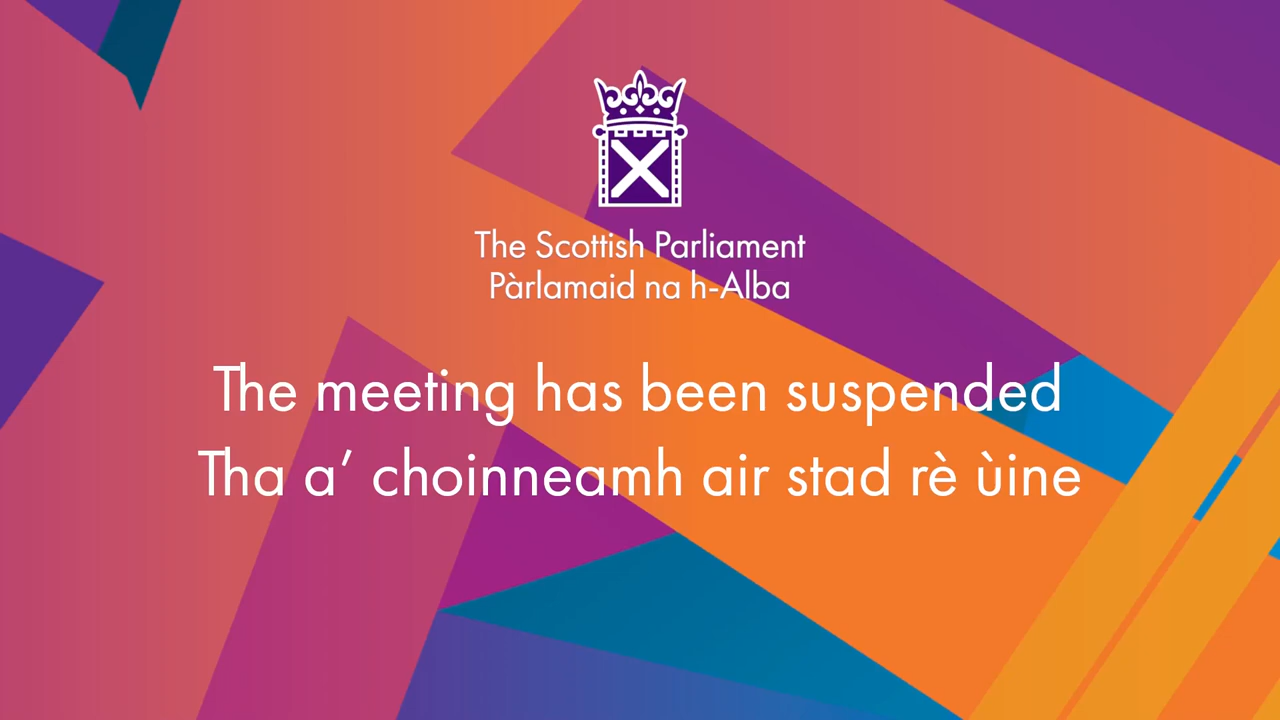 The Scottish Parliament
Pàrlamaid na h-Alba
The meeting has been suspended
Tha a’ choinneamh air stad rè ùine